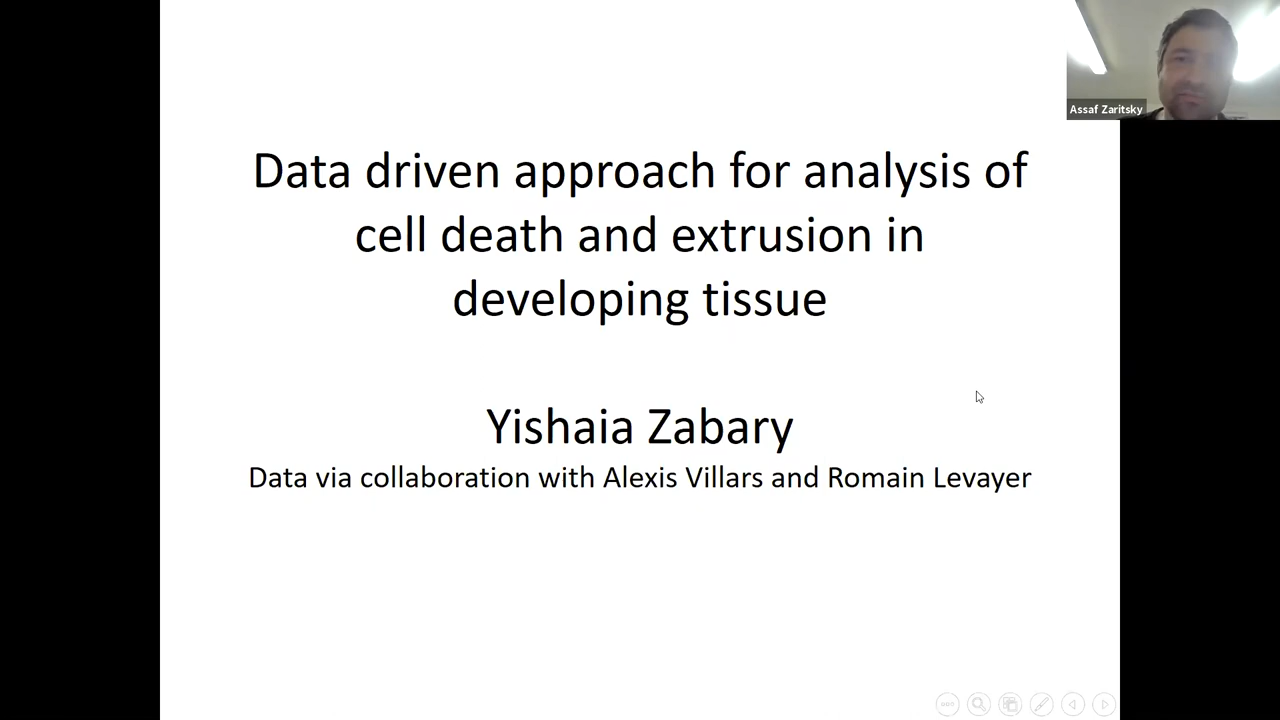 Assaf Zaritsky
Data driven approach for analysis of
cell death and extrusion in
developing tissue
Yishaia Zabary
Data via collaboration with Alexis Villars and Romain Levayer